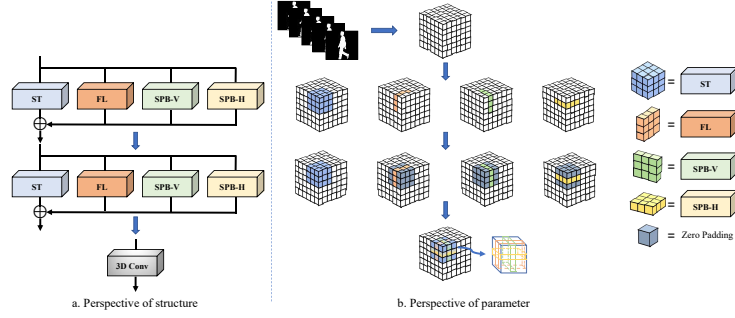 ST
FL
SPB-V
SPB-H
ST
FL
SPB-V
SPB-H
3D Conv
a. Perspective of structure
b. Perspective of parameter
= ST
= FL
= SPB-V
= SPB-H
= Zero Padding